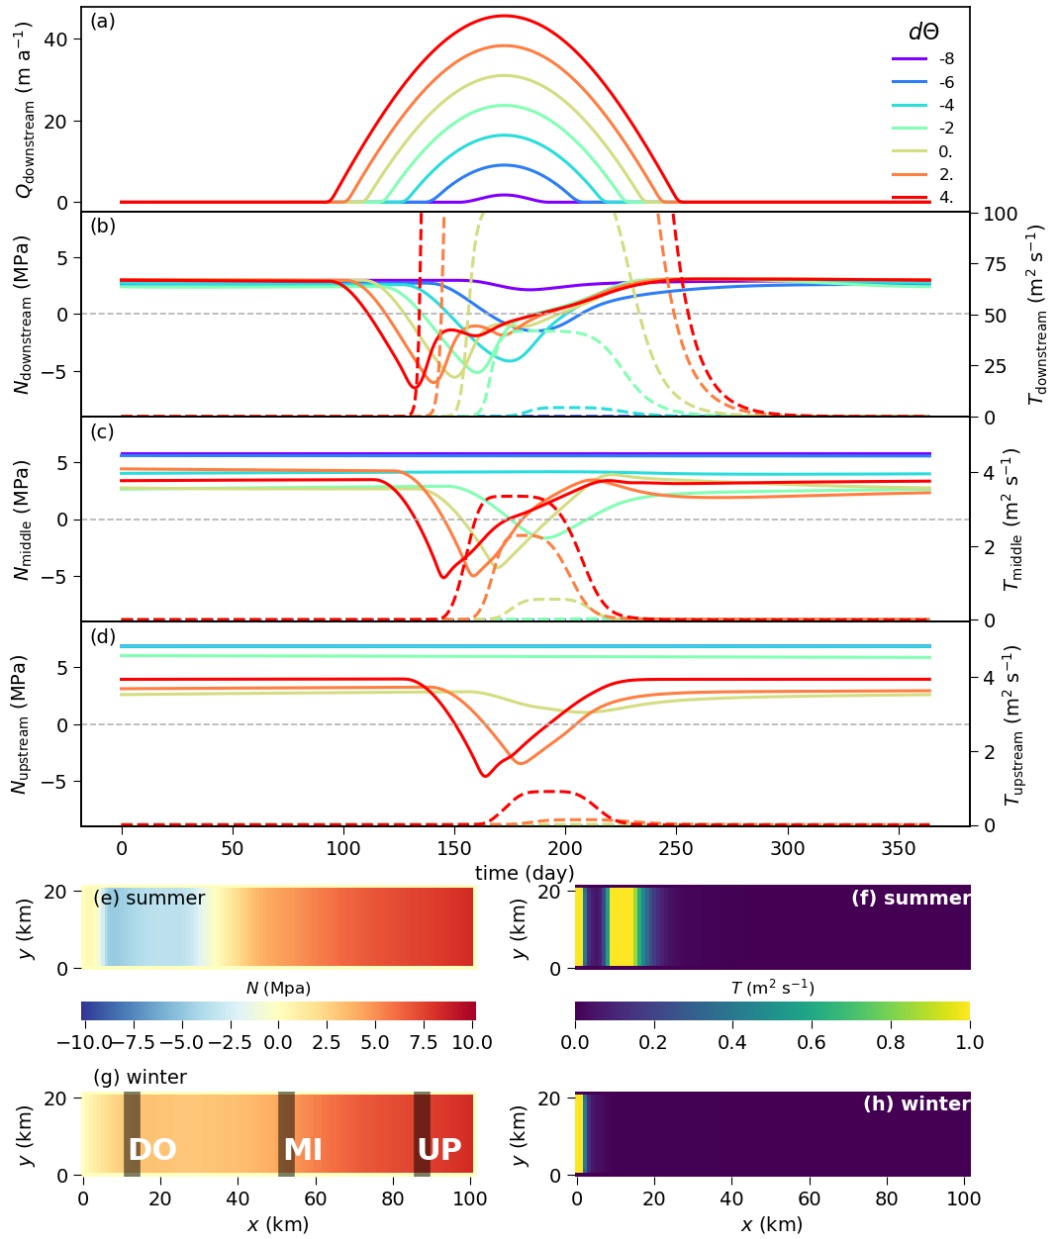 (a)
Q_downstream (m a⁻¹)
40
20
0
dΘ
-8
-6
-4
-2
0.
2.
4.
(b)
N_downstream (MPa)
5
0
−5
100
75
50
25
0
T_downstream (m² s⁻¹)
(c)
N_middle (MPa)
5
0
−5
4
2
0
T_middle (m² s⁻¹)
(d)
N_upstream (MPa)
5
0
−5
4
2
0
T_upstream (m² s⁻¹)
0 50 100 150 200 250 300 350
time (day)
(e) summer
y (km)
20
0
(f) summer
y (km)
20
0
N (Mpa)
−10.0 −7.5 −5.0 −2.5 0.0 2.5 5.0 7.5 10.0
T (m² s⁻¹)
0.0 0.2 0.4 0.6 0.8 1.0
(g) winter
y (km)
20
0
DO MI UP
0 20 40 60 80 100
x (km)
(h) winter
y (km)
20
0
0 20 40 60 80 100
x (km)